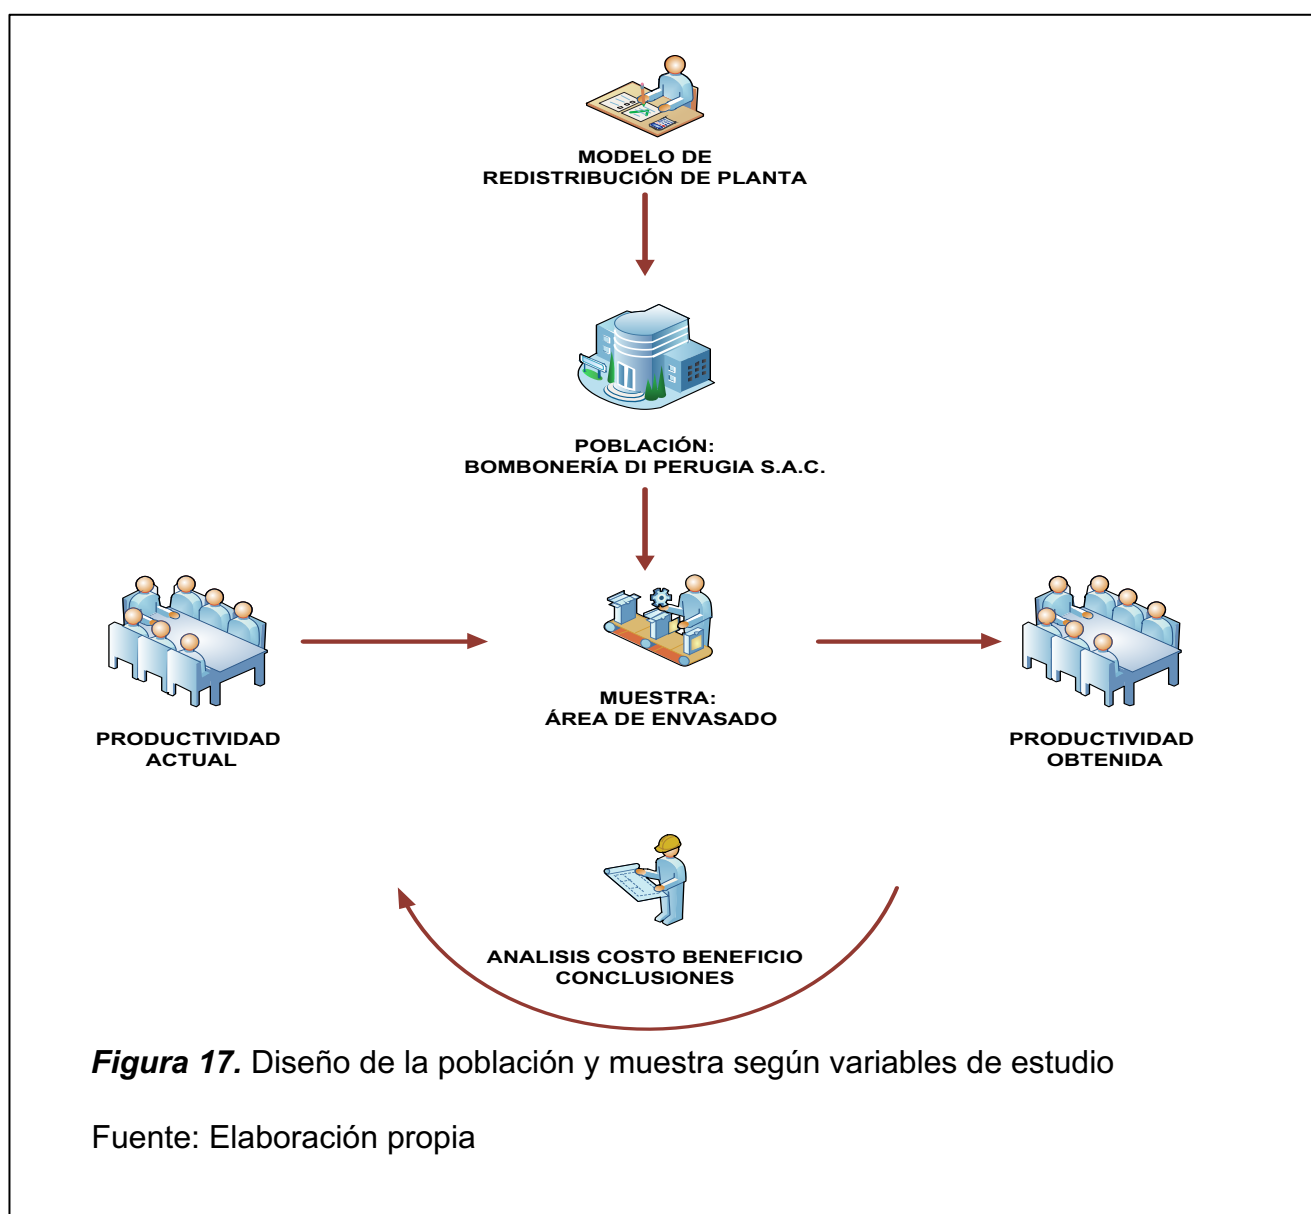 MODELO DE
REDISTRIBUCIÓN DE PLANTA
POBLACIÓN:
BOMBONERÍA DI PERUGIA S.A.C.
MUESTRA:
ÁREA DE ENVASADO
PRODUCTIVIDAD
ACTUAL
PRODUCTIVIDAD
OBTENIDA
ANALISIS COSTO BENEFICIO
CONCLUSIONES
Figura 17. Diseño de la población y muestra según variables de estudio
Fuente: Elaboración propia